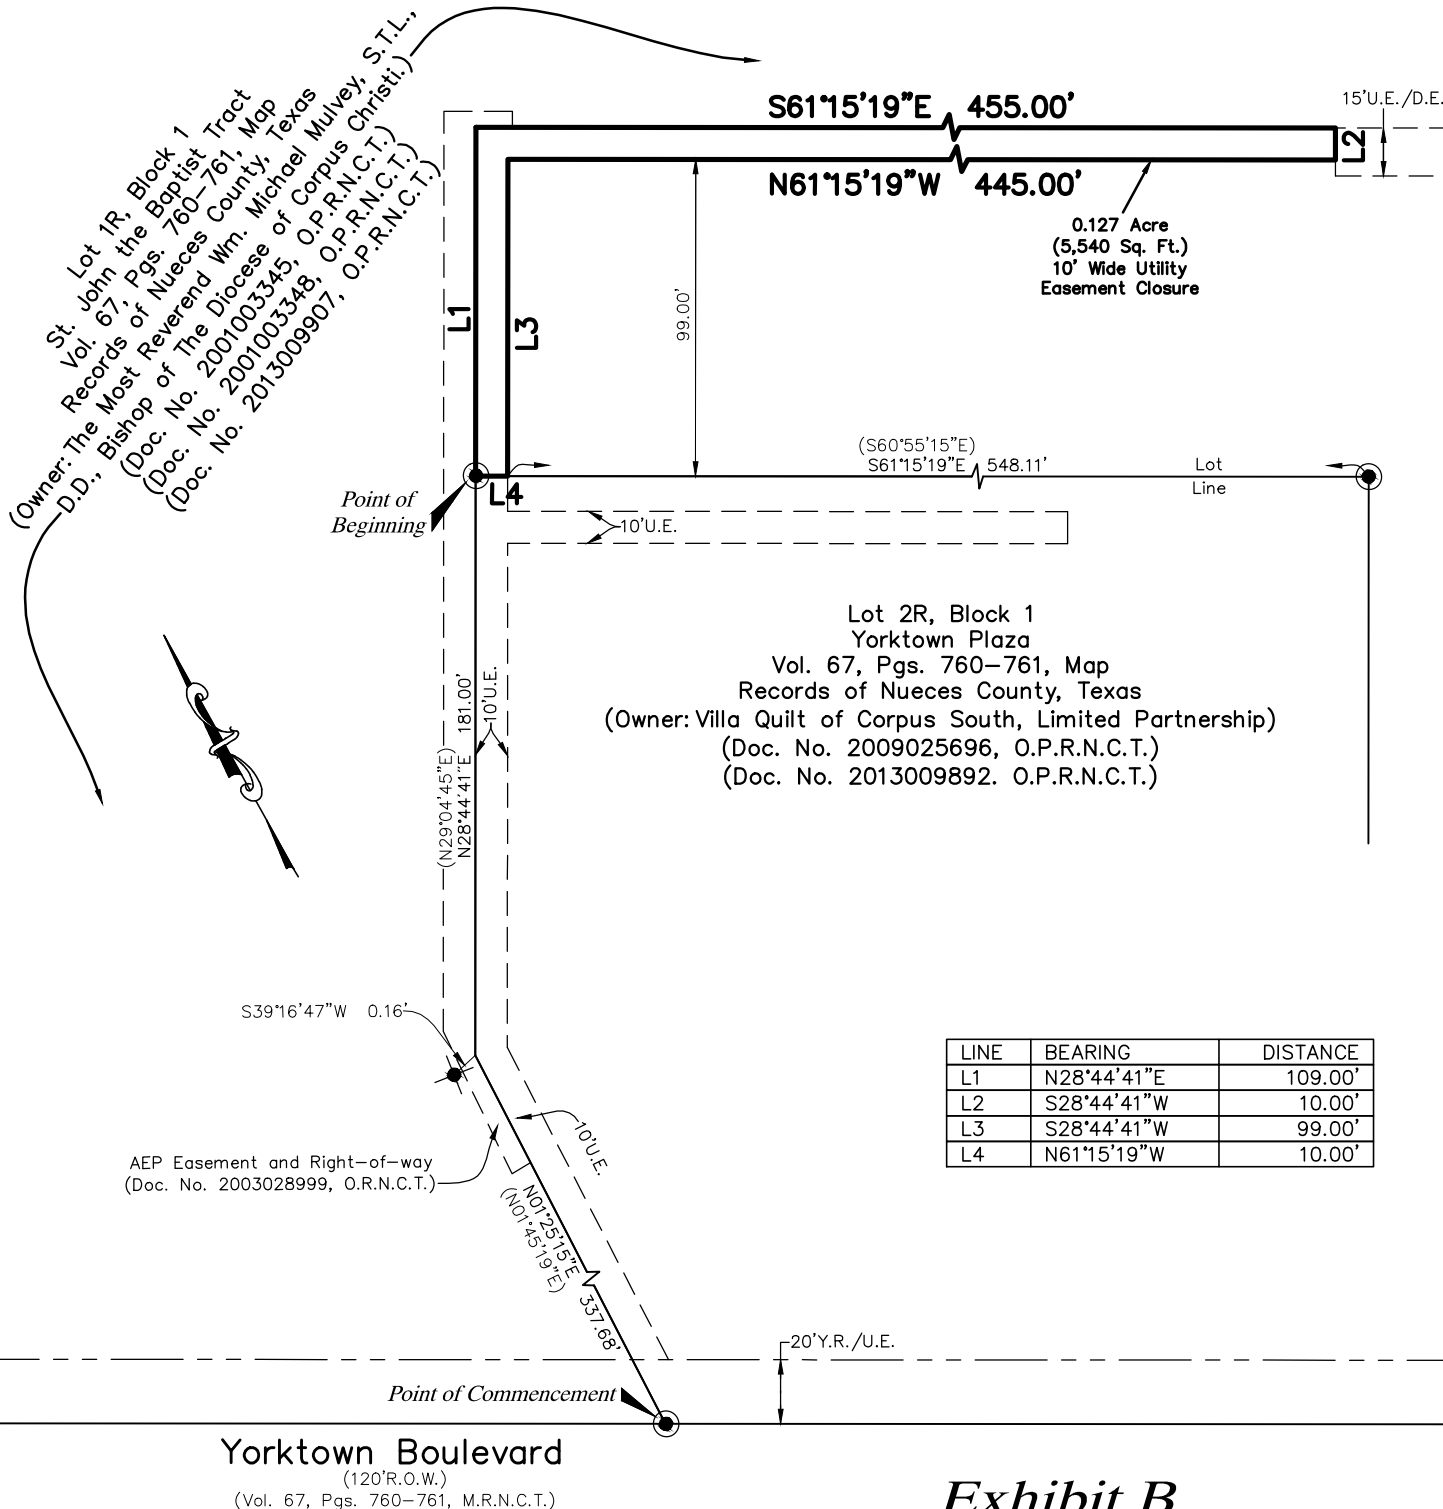 Lot 1R, Block 1
St. John the Baptist Tract
Vol. 67, Pgs. 760-761, Map
Records of Nueces County, Texas
(Owner: The Most Reverend Wm. Michael Mulvey, S.T.L.,
D.D., Bishop of The Diocese of Corpus Christi.)
(Doc. No. 2001003345, O.P.R.N.C.T.)
(Doc. No. 2001003348, O.P.R.N.C.T.)
(Doc. No. 2013009907, O.P.R.N.C.T.)
S61°15'19"E 455.00'
15'U.E./D.E.
L2
N61°15'19"W 445.00'
0.127 Acre
(5,540 Sq. Ft.)
10' Wide Utility
Easement Closure
L1
L3
99.00'
(S60°55'15"E)
S61°15'19"E 548.11'
Lot
Line
L4
Point of
Beginning
10'U.E.
Lot 2R, Block 1
Yorktown Plaza
Vol. 67, Pgs. 760-761, Map
Records of Nueces County, Texas
(Owner: Villa Quilt of Corpus South, Limited Partnership)
(Doc. No. 2009025696, O.P.R.N.C.T.)
(Doc. No. 2013009892. O.P.R.N.C.T.)
(N29°04'45"E)
N28°44'41"E 181.00'
10'U.E.
S39°16'47"W 0.16'
LINE BEARING DISTANCE
L1 N28°44'41"E 109.00'
L2 S28°44'41"W 10.00'
L3 S28°44'41"W 99.00'
L4 N61°15'19"W 10.00'
10'U.E.
AEP Easement and Right-of-way
(Doc. No. 2003028999, O.R.N.C.T.)
N01°25'15"E 337.68'
(N01°45'19"E)
20'Y.R./U.E.
Point of Commencement
Yorktown Boulevard
(120'R.O.W.)
(Vol. 67, Pgs. 760-761, M.R.N.C.T.)
Exhibit B